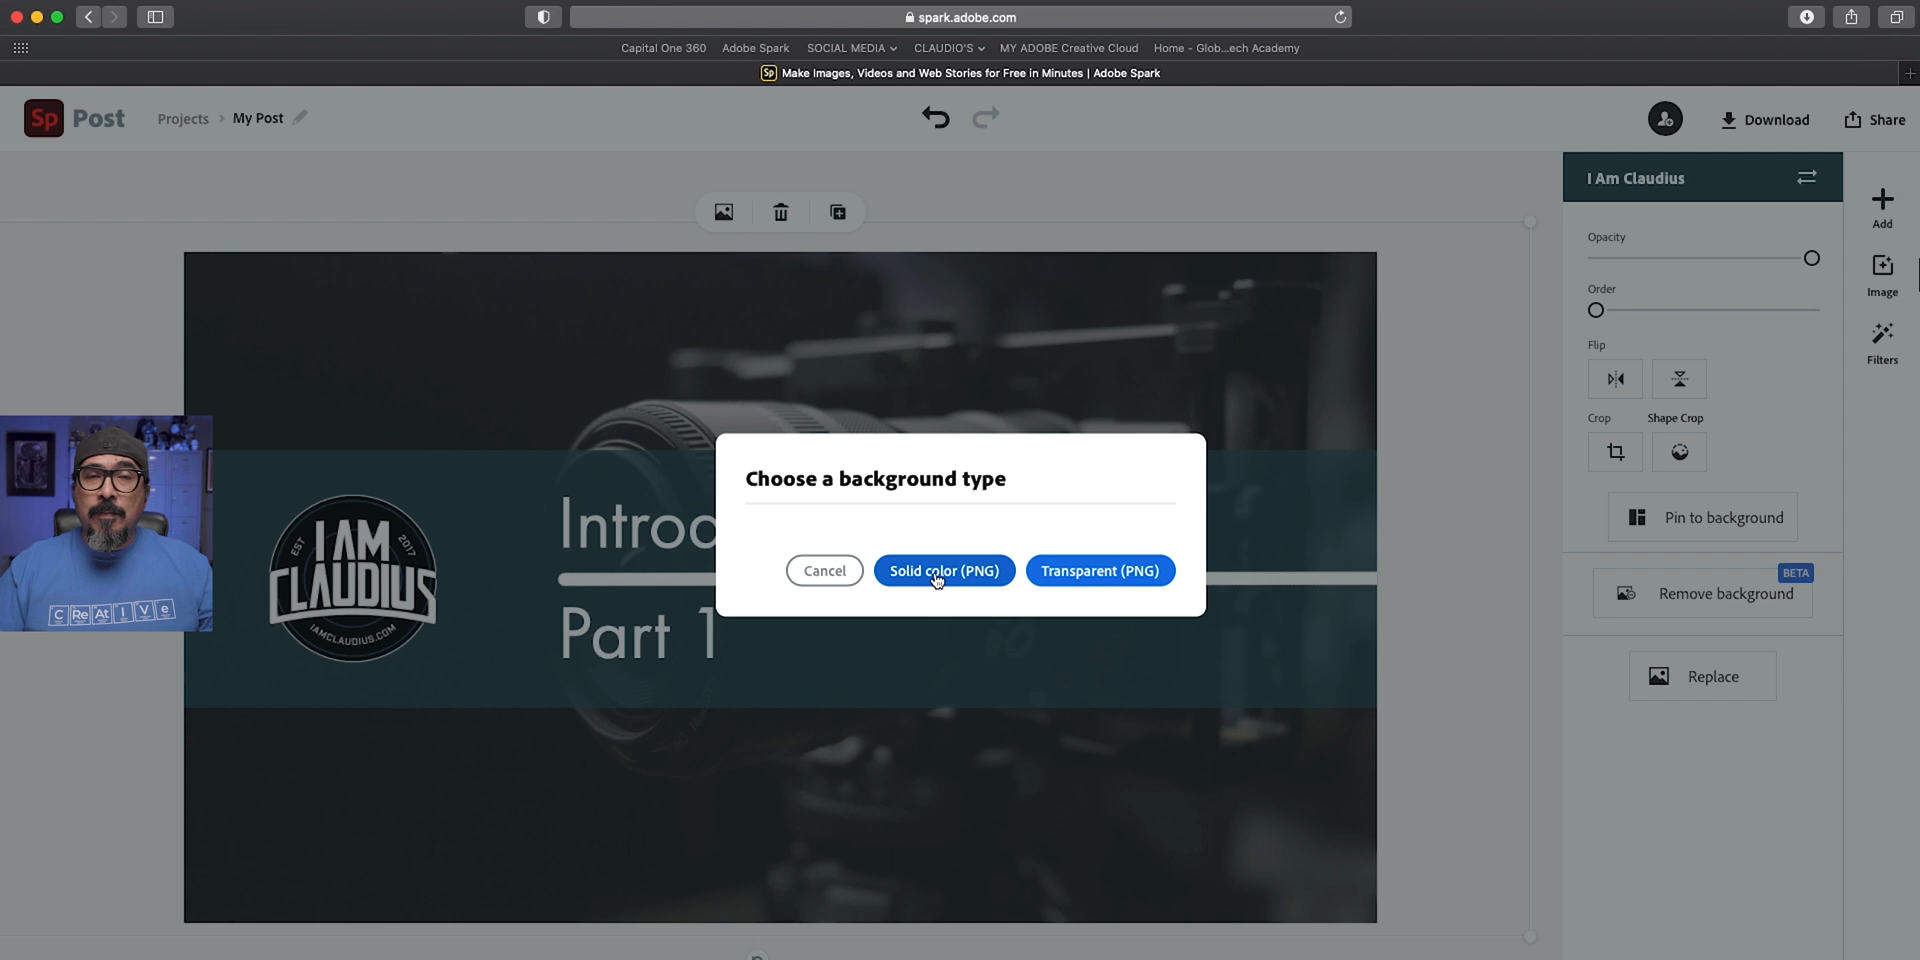 spark.adobe.com
Capital One 360 Adobe Spark SOCIAL MEDIA CLAUDIO'S MY ADOBE Creative Cloud Home - Glob...ech Academy
Sp Make Images, Videos and Web Stories for Free in Minutes | Adobe Spark
Sp Post Projects › My Post Download Share
I Am Claudius
Add
Opacity
Image
Order
Flip
Filters
Crop Shape Crop
Pin to background
BETA
Remove background
Replace
Choose a background type
Cancel Solid color (PNG) Transparent (PNG)
Introd
Part 1
EST 2017
I AM
CLAUDIUS
IAMCLAUDIUS.COM
C Re At I V e